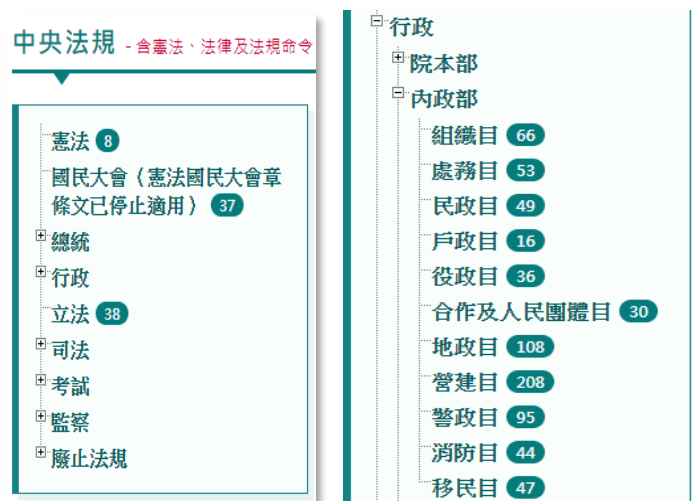 中央法規 - 含憲法、法律及法規命令
憲法 8
國民大會（憲法國民大會章
條文已停止適用） 37
總統
行政
立法 38
司法
考試
監察
廢止法規
行政
院本部
內政部
組織目 66
處務目 53
民政目 49
戶政目 16
役政目 36
合作及人民團體目 30
地政目 108
營建目 208
警政目 95
消防目 44
移民目 47